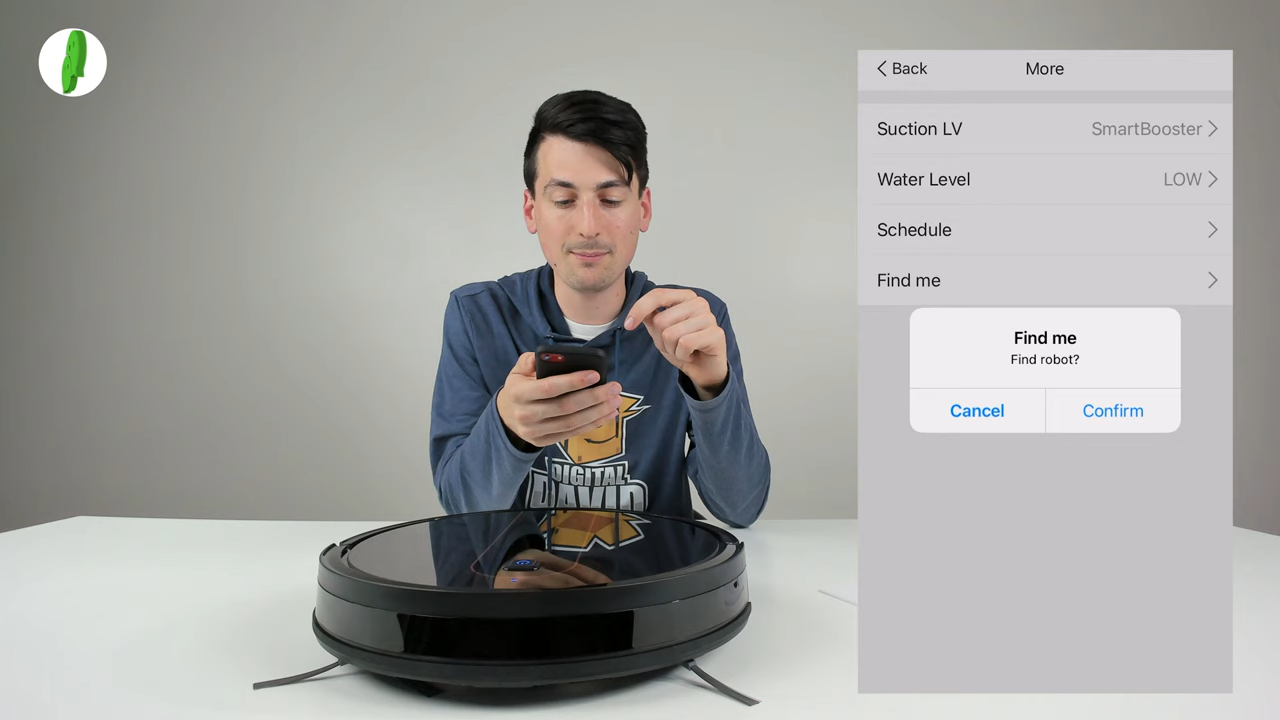 Back
More
Suction LV
SmartBooster
Water Level
LOW
Schedule
Find me
Find me
Find robot?
Cancel
Confirm
DIGITAL
DAVID